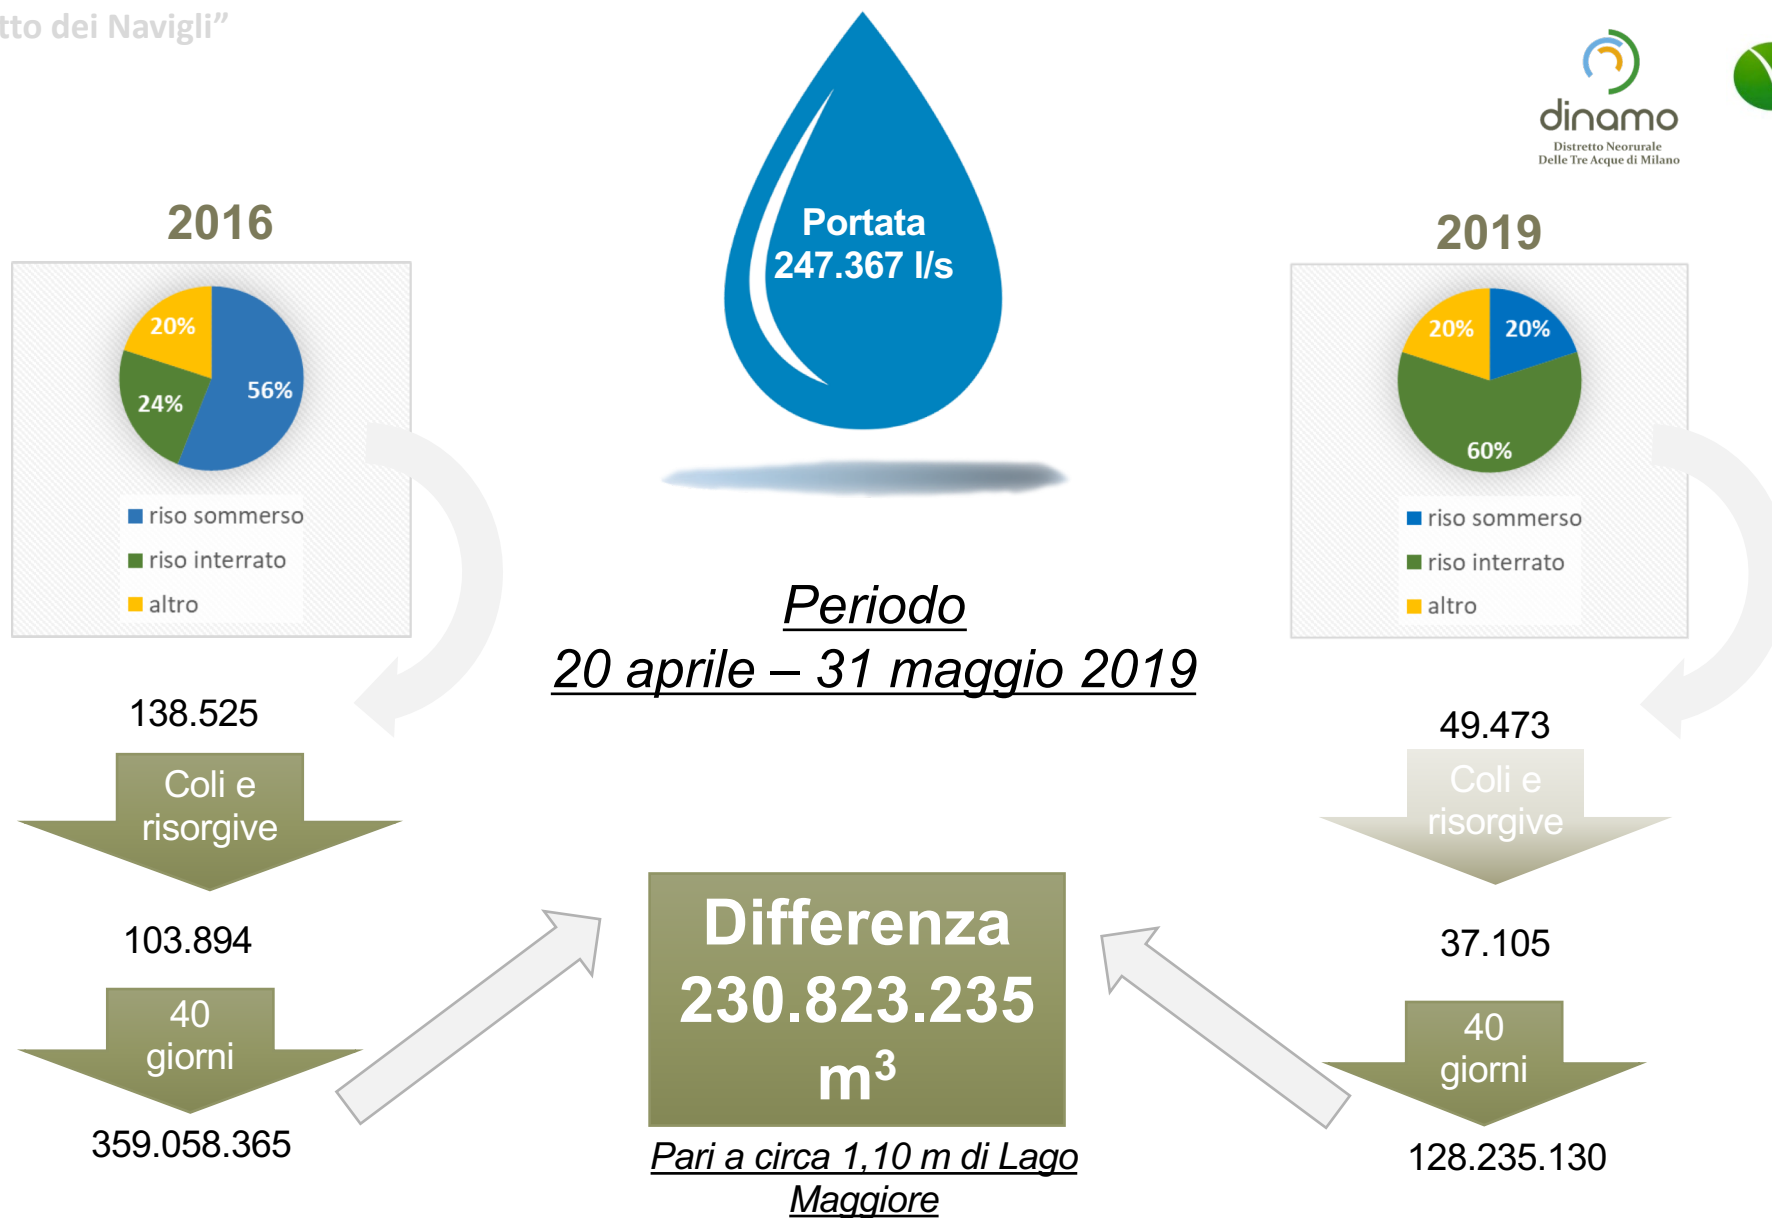 tto dei Navigli”
dinamo
Distretto Neorurale
Delle Tre Acque di Milano
Portata
247.367 l/s
2016
20%
56%
24%
riso sommerso
riso interrato
altro
2019
20%
20%
60%
riso sommerso
riso interrato
altro
Periodo
20 aprile – 31 maggio 2019
138.525
Coli e
risorgive
103.894
40
giorni
359.058.365
49.473
Coli e
risorgive
37.105
40
giorni
128.235.130
Differenza
230.823.235
m³
Pari a circa 1,10 m di Lago
Maggiore